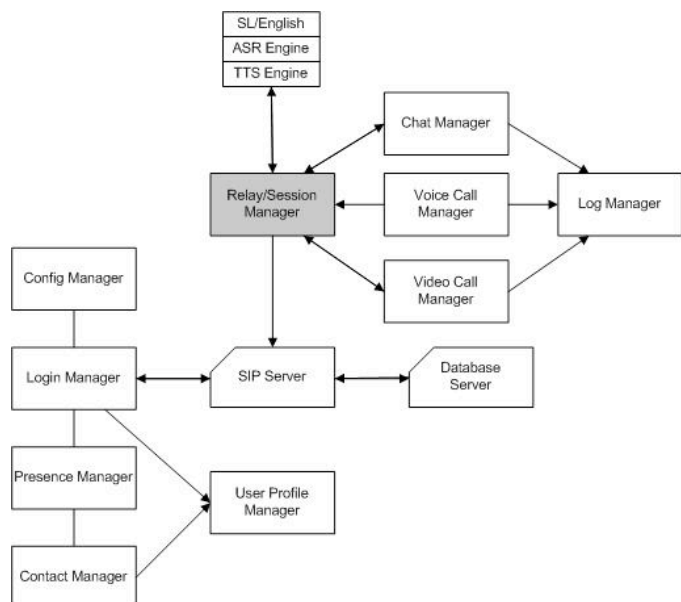 SL/English
ASR Engine
TTS Engine
Chat Manager
Relay/Session
Manager
Voice Call
Manager
Log Manager
Video Call
Manager
Config Manager
Login Manager
SIP Server
Database
Server
Presence Manager
User Profile
Manager
Contact Manager